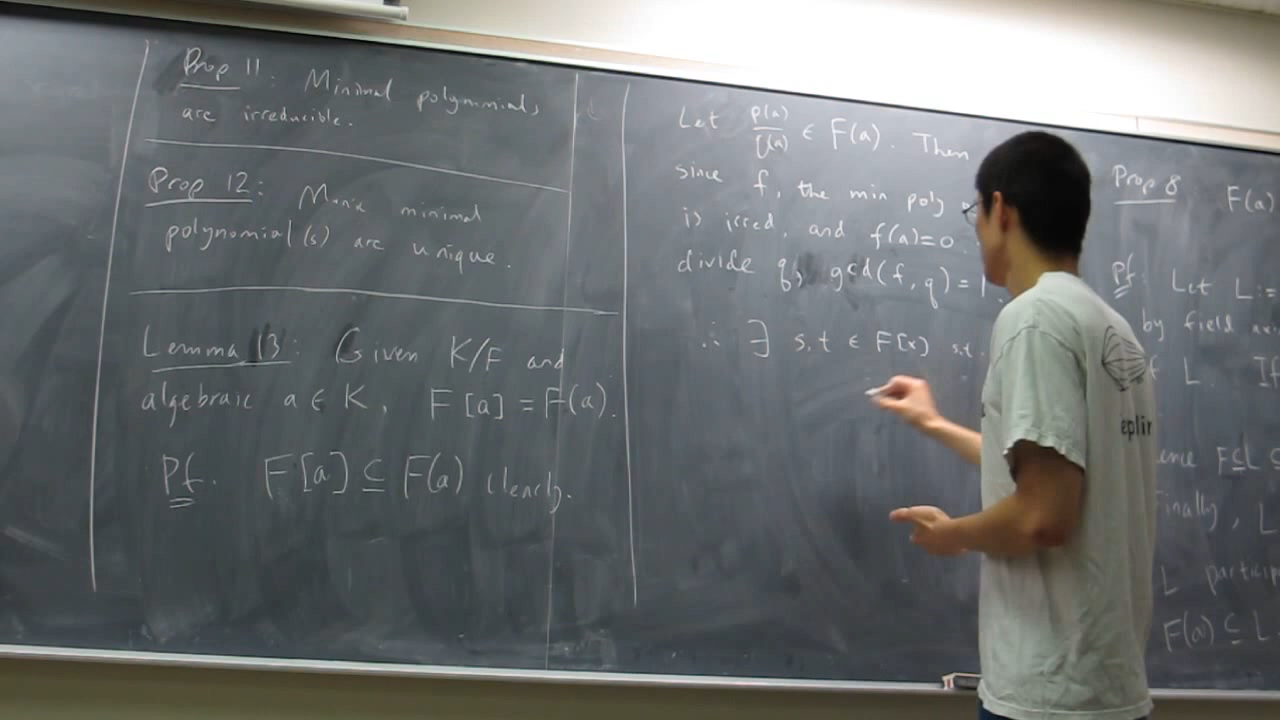 Prop 11: Minimal polynomials
are irreducible.
Prop 12: Monic minimal
polynomial(s) are unique.
Lemma 13: Given K/F and
algebraic a ∈ K, F[a] = F(a).
Pf. F[a] ⊆ F(a) clearly.
Let p(a)/q(a) ∈ F(a). Then
since f, the min poly
is irred, and f(a)=0
divide q, gcd(f, q) = 1.
∴ ∃ s,t ∈ F[x] s.t.
Prop 8 F(a)
Pf. Let L :=
by field
L. If
F ⊆ L ⊆
Finally, L
L
F(a) ⊆ L